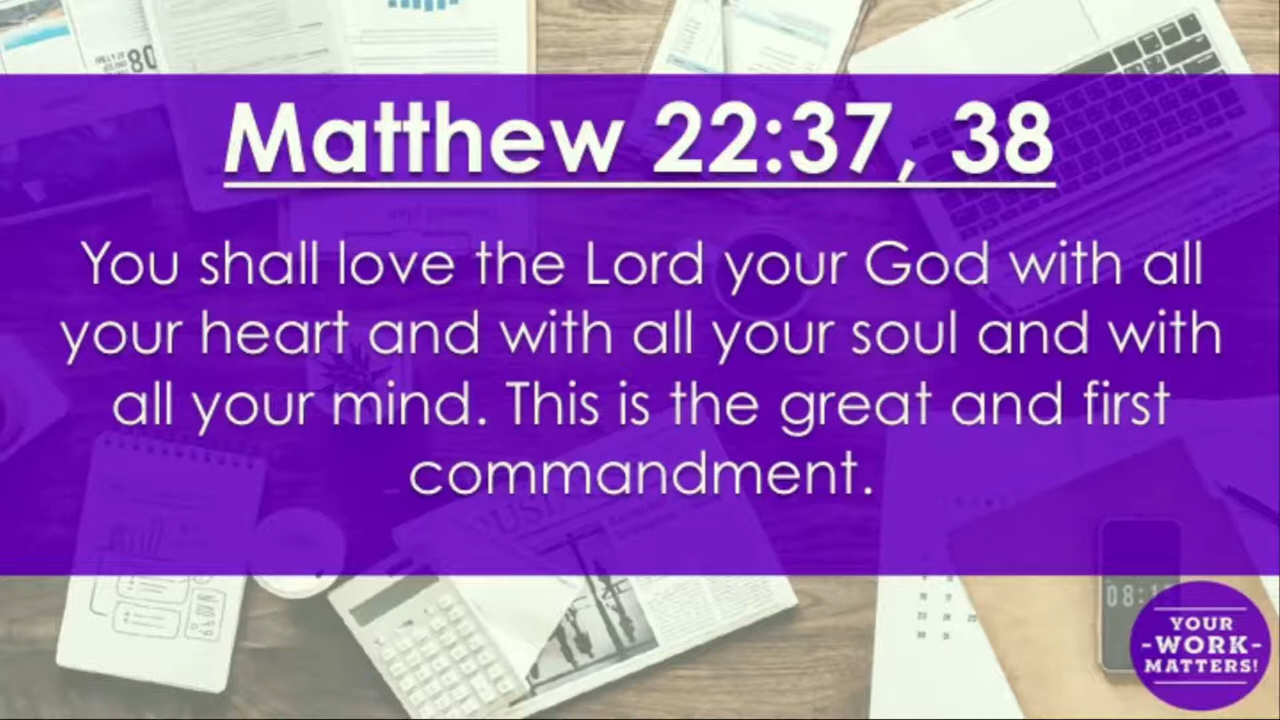 Matthew 22:37, 38
You shall love the Lord your God with all
your heart and with all your soul and with
all your mind. This is the great and first
commandment.
YOUR
-WORK-
MATTERS!